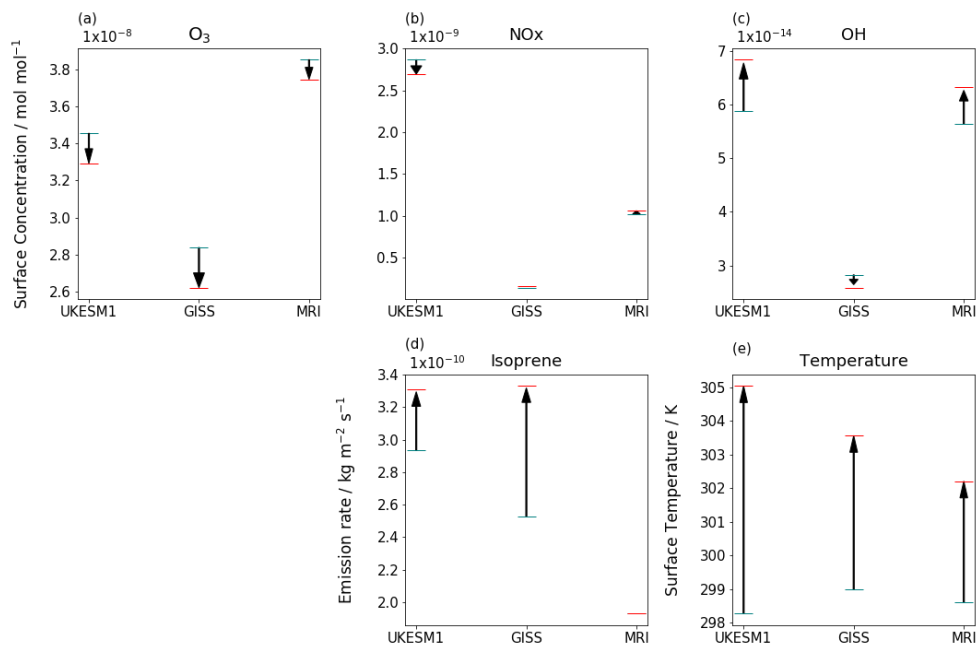 (a)
1x10⁻⁸
O₃
Surface Concentration / mol mol⁻¹
3.8
3.6
3.4
3.2
3.0
2.8
2.6
UKESM1 GISS MRI
(b)
1x10⁻⁹
NOx
3.0
2.5
2.0
1.5
1.0
0.5
UKESM1 GISS MRI
(c)
1x10⁻¹⁴
OH
7
6
5
4
3
UKESM1 GISS MRI
(d)
1x10⁻¹⁰
Isoprene
Emission rate / kg m⁻² s⁻¹
3.4
3.2
3.0
2.8
2.6
2.4
2.2
2.0
UKESM1 GISS MRI
(e)
Temperature
Surface Temperature / K
305
304
303
302
301
300
299
298
UKESM1 GISS MRI